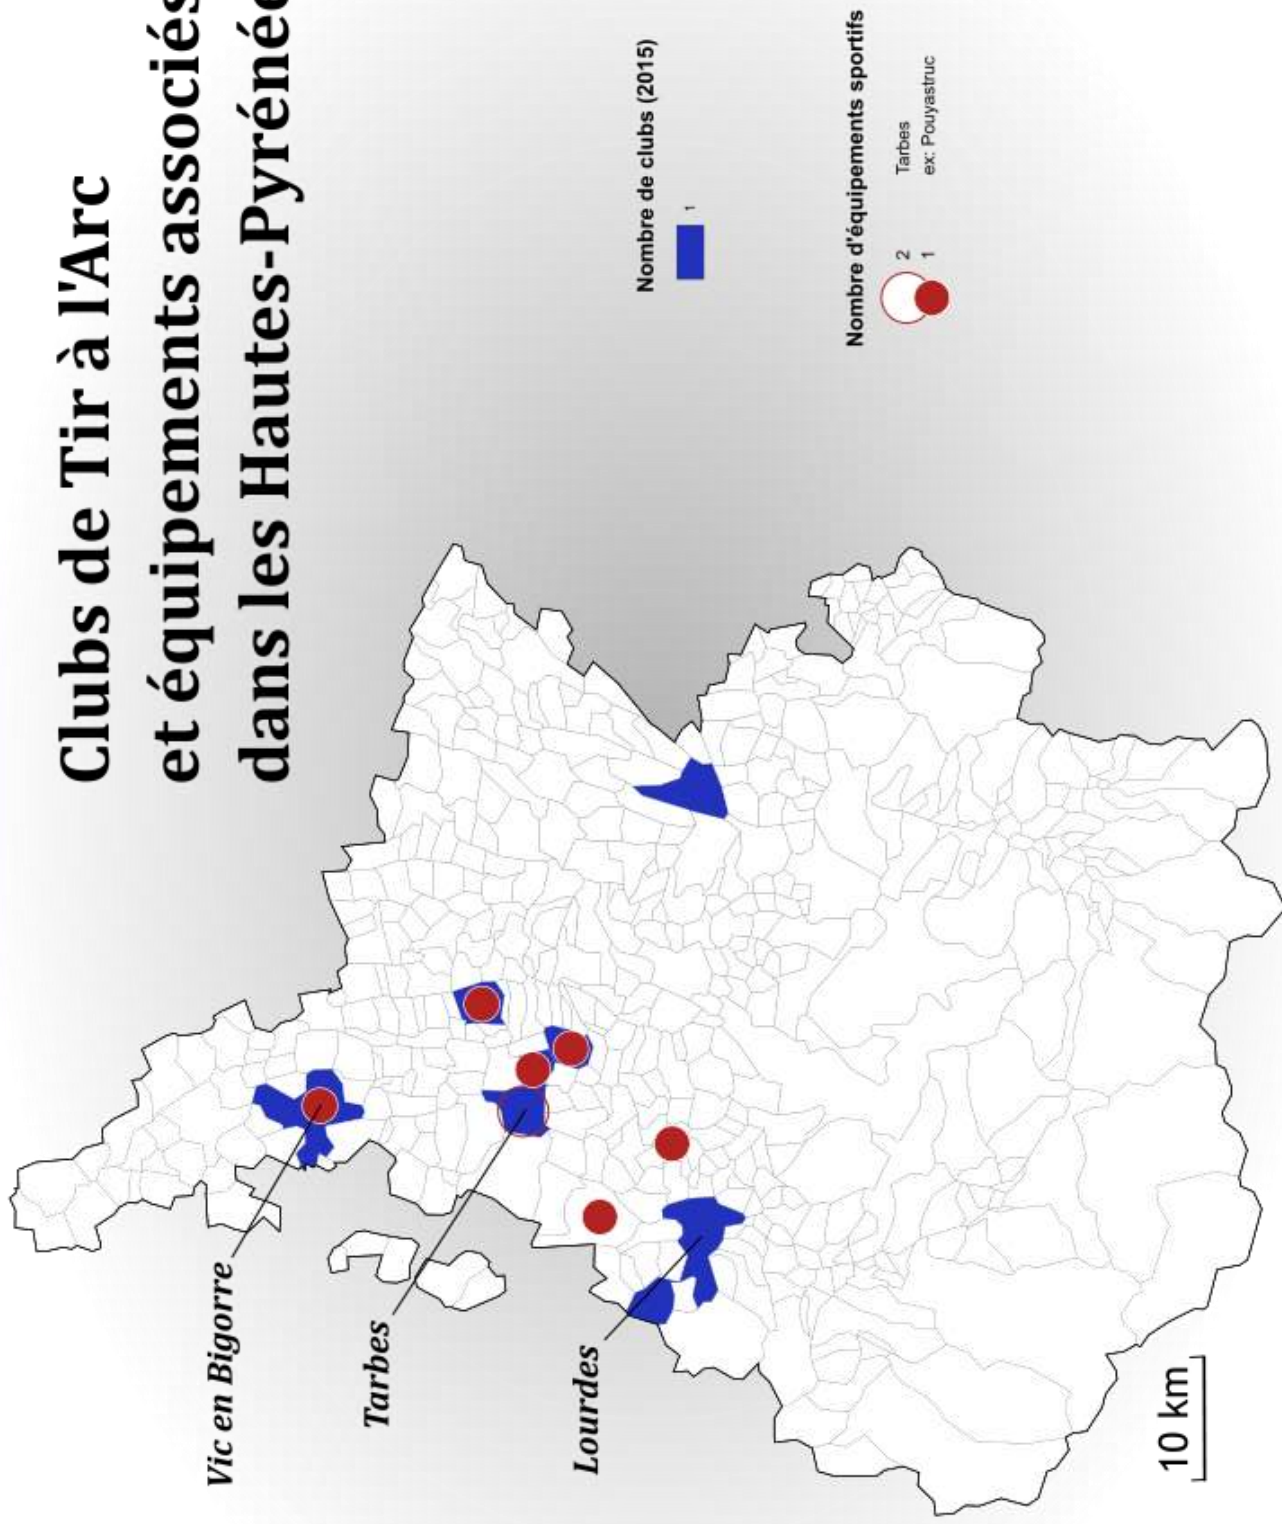 Clubs de Tir à l'Arc
et équipements associés
dans les Hautes-Pyréné
Nombre de clubs (2015)
1
Nombre d'équipements sportifs
2 Tarbes
1 ex: Pouyastruc
Vic en Bigorre
Tarbes
Lourdes
10 km